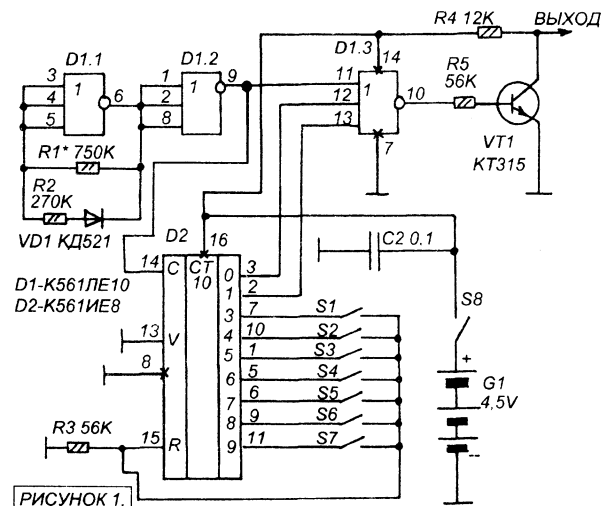 R4 12K ВЫХОД
D1.1 D1.2 D1.3 14 R5 56K
3 4 5 1 6
1 2 8 1 9
11 12 13 1 10
7
VT1
КТ315
R1* 750K
R2
270K
VD1 КД521
D2 16
D1-К561ЛЕ10
D2-К561ИЕ8
14 C CT 10
13 V
8
R3 56K 15 R
0 3
1 2
3 7 S1
4 10 S2
5 1 S3
6 5 S4
7 6 S5
8 9 S6
9 11 S7
C2 0.1
S8
+
G1
4,5V
--
РИСУНОК 1.